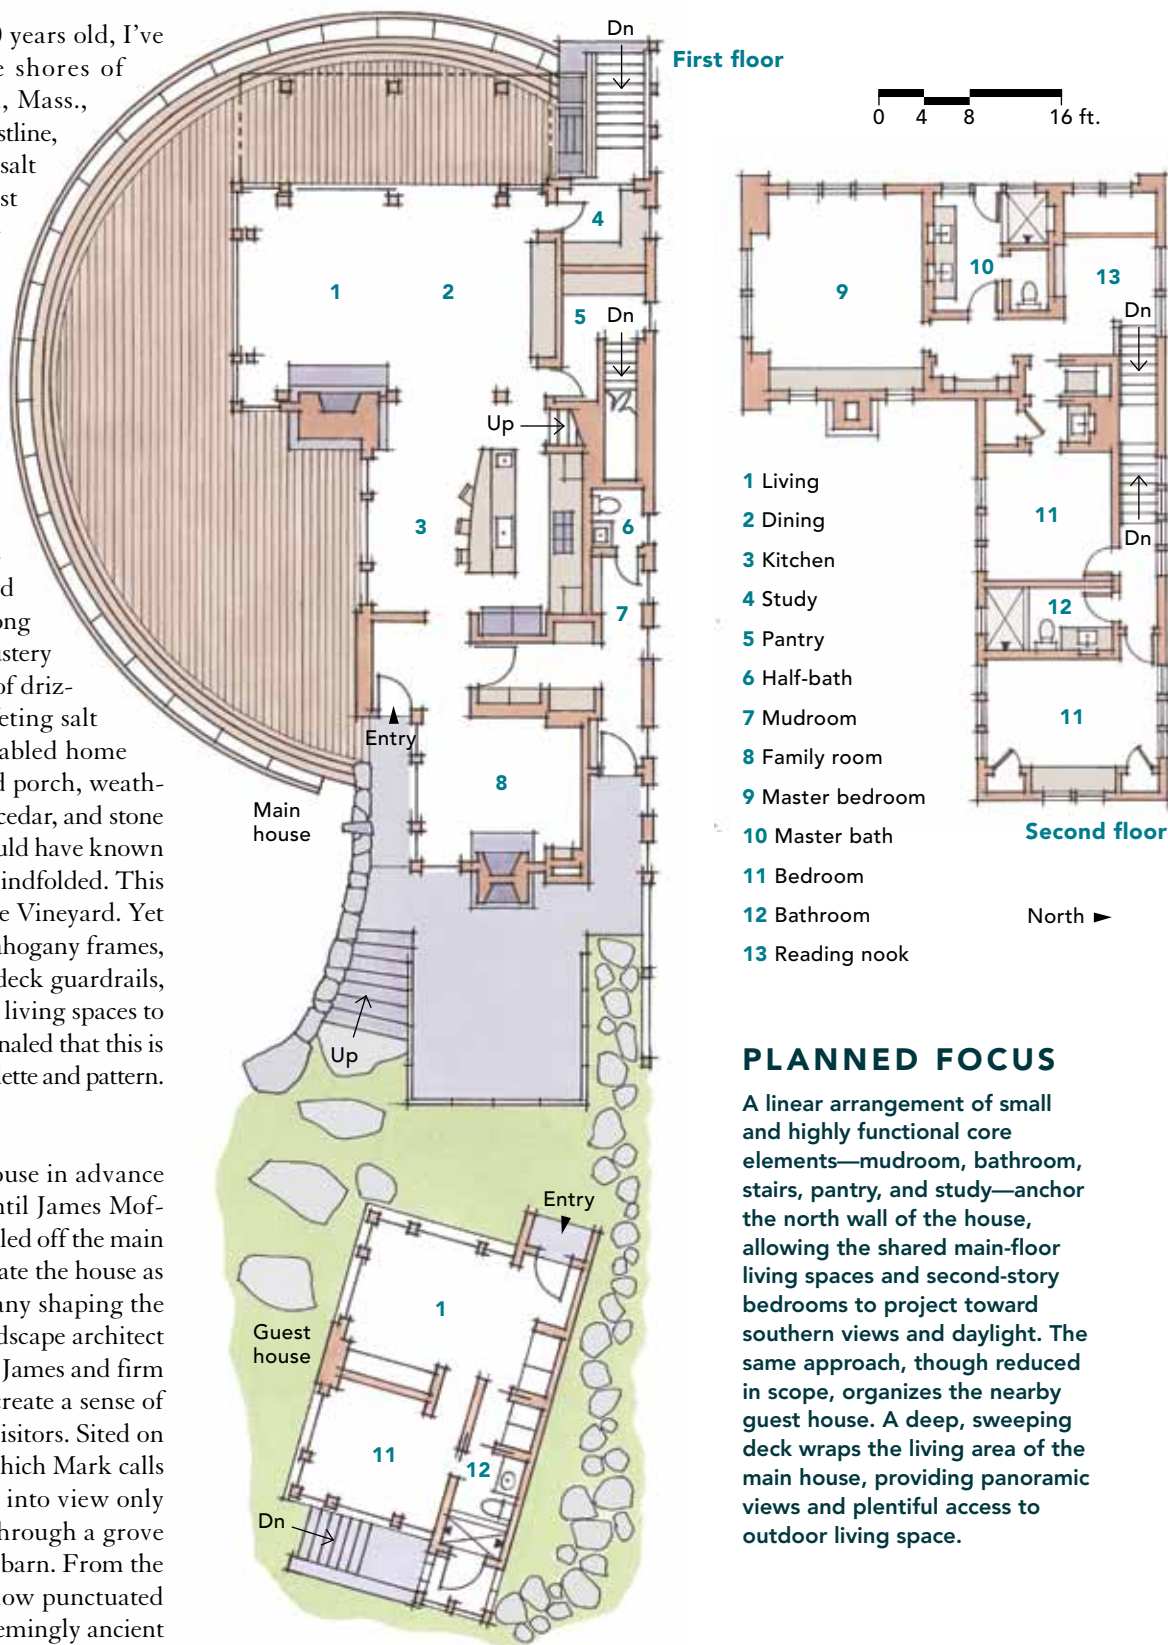 years old, I've
e shores of
, Mass.,
stline,
salt
st
d
ong
ustery
of driz-
eting salt
abled home
d porch, weath-
cedar, and stone
uld have known
indfolded. This
e Vineyard. Yet
ahogany frames,
deck guardrails,
living spaces to
naled that this is
lette and pattern.
ouse in advance
ntil James Mof-
led off the main
ate the house as
any shaping the
dscape architect
James and firm
create a sense of
isitors. Sited on
hich Mark calls
into view only
hrough a grove
barn. From the
ow punctuated
emingly ancient
First floor
Dn
4
1
2
5
Dn
Up
3
6
7
Entry
8
Main
house
Up
Entry
1
Guest
house
11
12
Dn
0 4 8 16 ft.
9
10
13
Dn
11
Dn
12
11
Second floor
1 Living
2 Dining
3 Kitchen
4 Study
5 Pantry
6 Half-bath
7 Mudroom
8 Family room
9 Master bedroom
10 Master bath
11 Bedroom
12 Bathroom
13 Reading nook
North ►
PLANNED FOCUS
A linear arrangement of small
and highly functional core
elements—mudroom, bathroom,
stairs, pantry, and study—anchor
the north wall of the house,
allowing the shared main-floor
living spaces and second-story
bedrooms to project toward
southern views and daylight. The
same approach, though reduced
in scope, organizes the nearby
guest house. A deep, sweeping
deck wraps the living area of the
main house, providing panoramic
views and plentiful access to
outdoor living space.